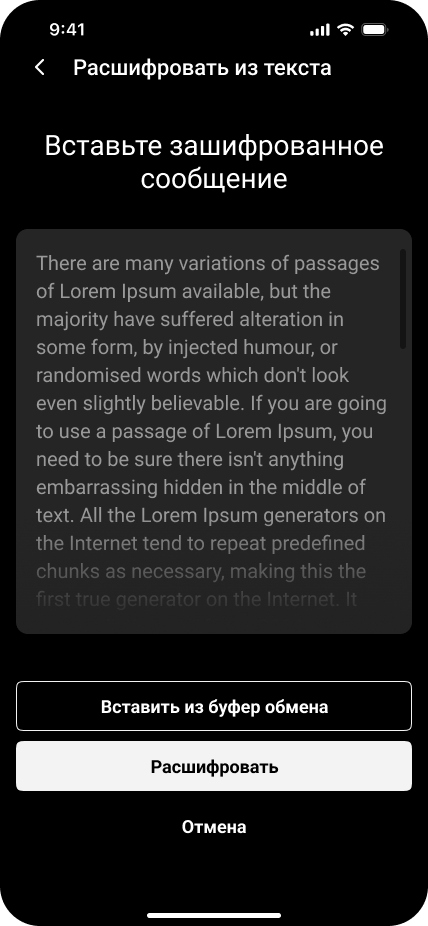 9:41
Расшифровать из текста
Вставьте зашифрованное
сообщение
There are many variations of passages
of Lorem Ipsum available, but the
majority have suffered alteration in
some form, by injected humour, or
randomised words which don't look
even slightly believable. If you are going
to use a passage of Lorem Ipsum, you
need to be sure there isn't anything
embarrassing hidden in the middle of
text. All the Lorem Ipsum generators on
the Internet tend to repeat predefined
chunks as necessary, making this the
first true generator on the Internet. It
Вставить из буфер обмена
Расшифровать
Отмена